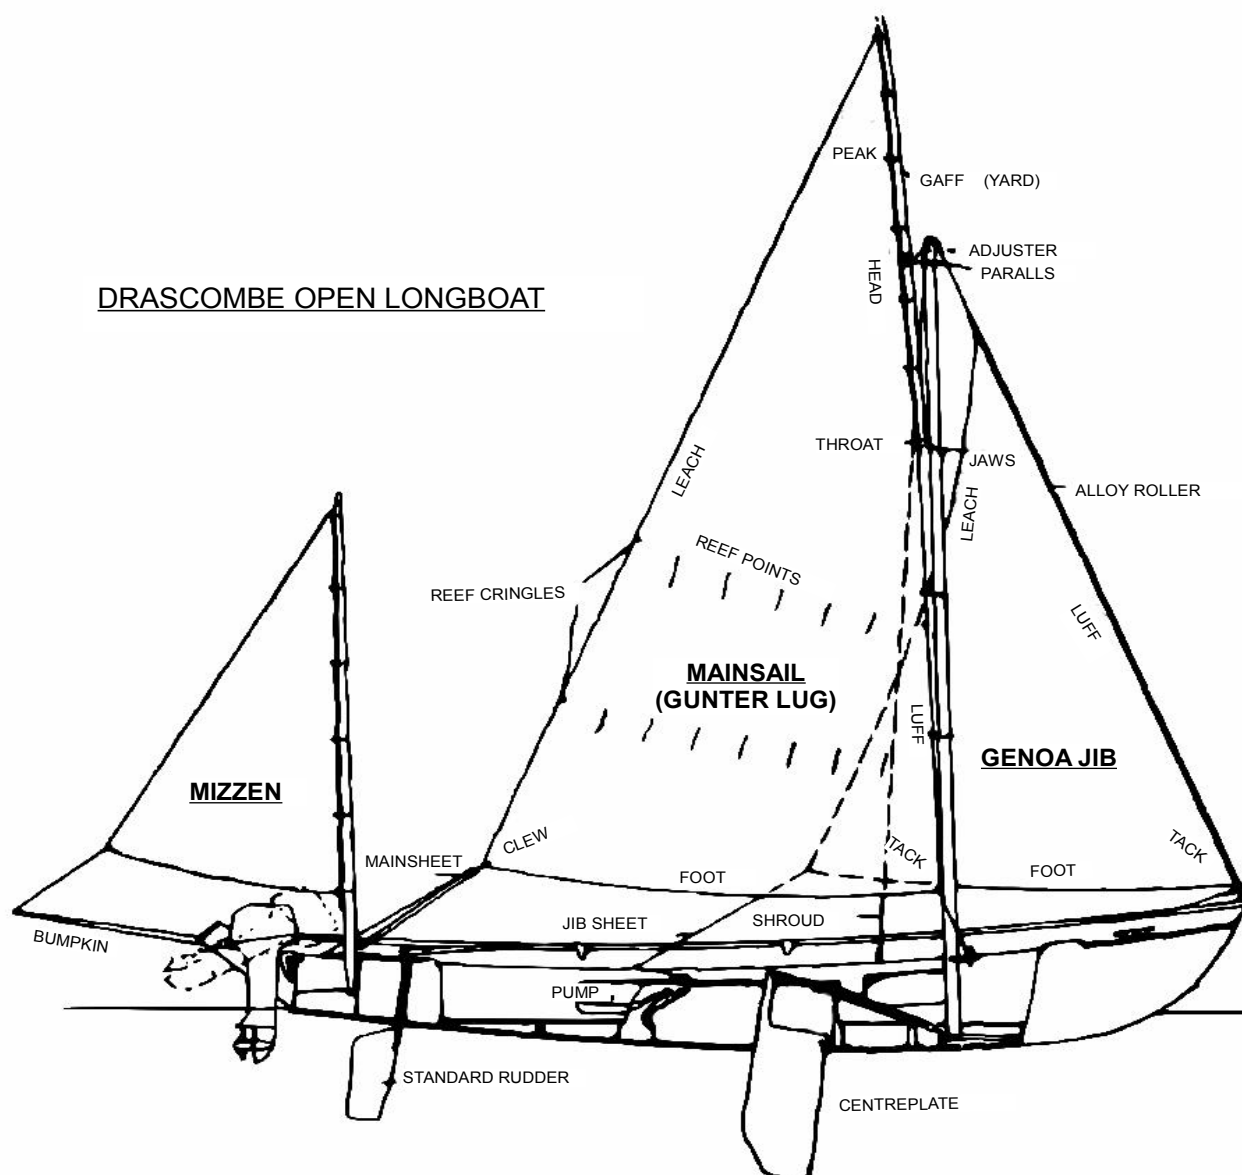 PEAK
GAFF (YARD)
ADJUSTER
PARALLS
HEAD
DRASCOMBE OPEN LONGBOAT
THROAT
JAWS
LEACH
LEACH
ALLOY ROLLER
REEF POINTS
REEF CRINGLES
LUFF
MAINSAIL
(GUNTER LUG)
LUFF
GENOA JIB
MIZZEN
CLEW
TACK
TACK
MAINSHEET
FOOT
FOOT
JIB SHEET
SHROUD
BUMPKIN
PUMP
STANDARD RUDDER
CENTREPLATE